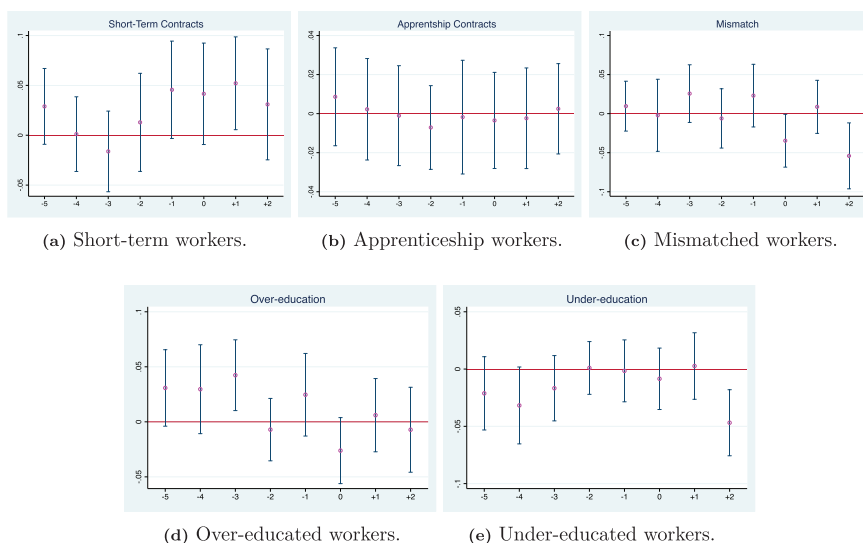 Short-Term Contracts
.1
.05
0
-.05
-5 -4 -3 -2 -1 0 +1 +2
(a) Short-term workers.
Apprentship Contracts
.04
.02
0
-.02
-.04
-5 -4 -3 -2 -1 0 +1 +2
(b) Apprenticeship workers.
Mismatch
.1
.05
0
-.05
-.1
-5 -4 -3 -2 -1 0 +1 +2
(c) Mismatched workers.
Over-education
.1
.05
0
-.05
-5 -4 -3 -2 -1 0 +1 +2
(d) Over-educated workers.
Under-education
.05
0
-.05
-.1
-5 -4 -3 -2 -1 0 +1 +2
(e) Under-educated workers.